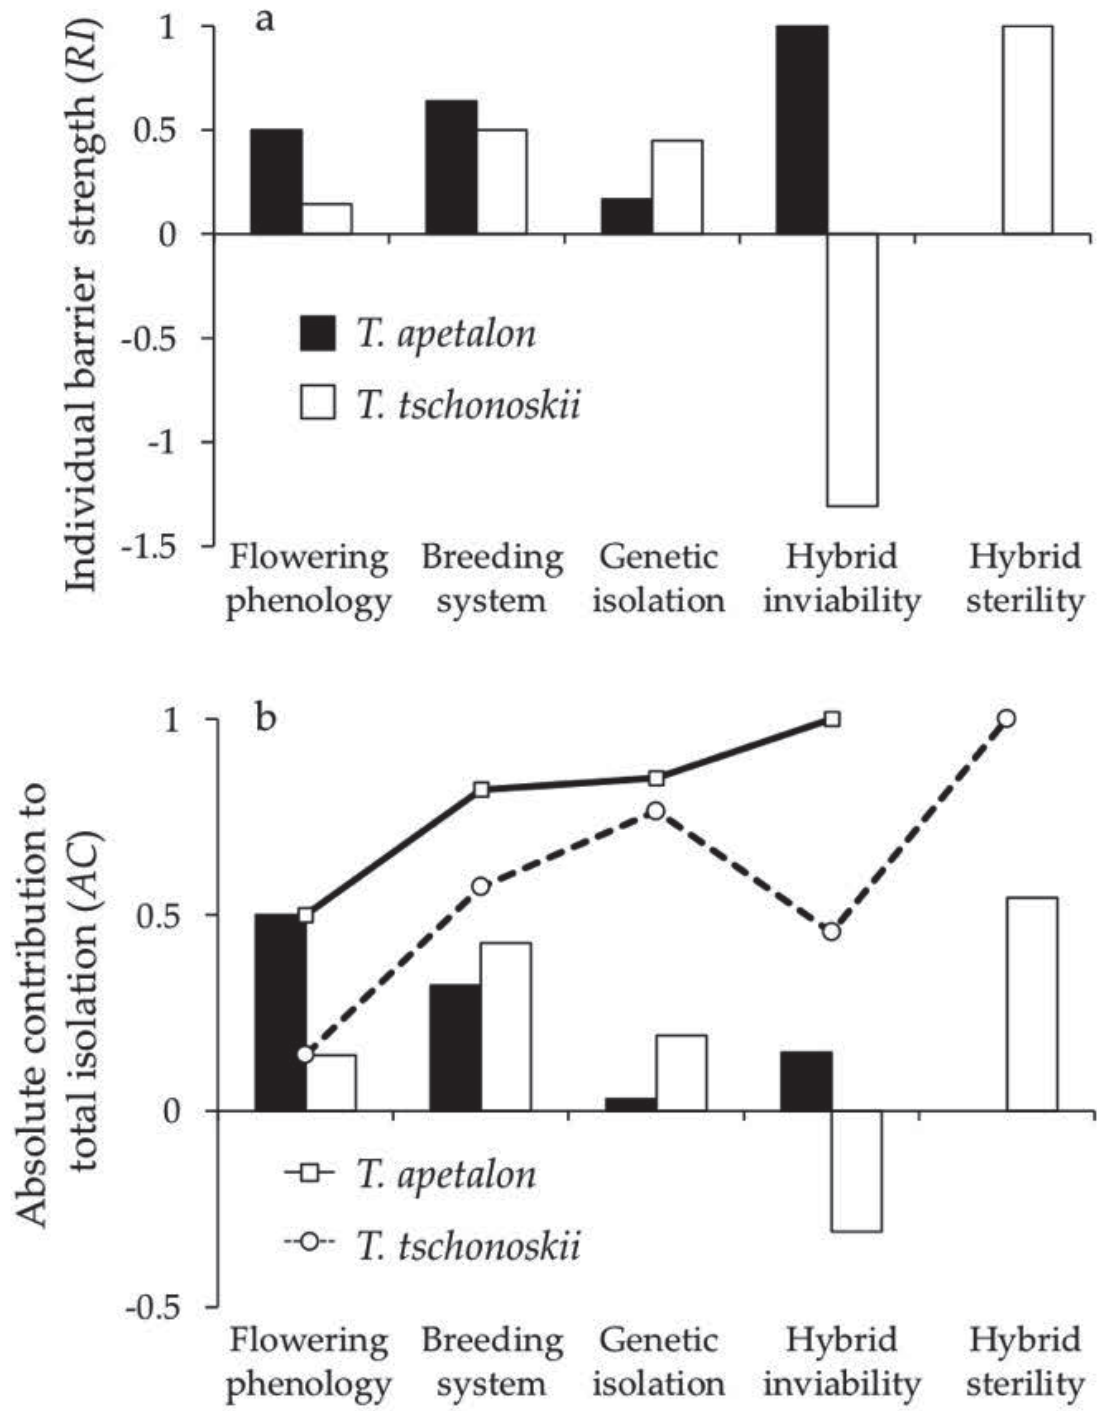 a
Individual barrier strength (RI)
1
0.5
0
-0.5
-1
-1.5
T. apetalon
T. tschonoskii
Flowering phenology
Breeding system
Genetic isolation
Hybrid inviability
Hybrid sterility
b
Absolute contribution to
total isolation (AC)
1
0.5
0
-0.5
T. apetalon
T. tschonoskii
Flowering phenology
Breeding system
Genetic isolation
Hybrid inviability
Hybrid sterility